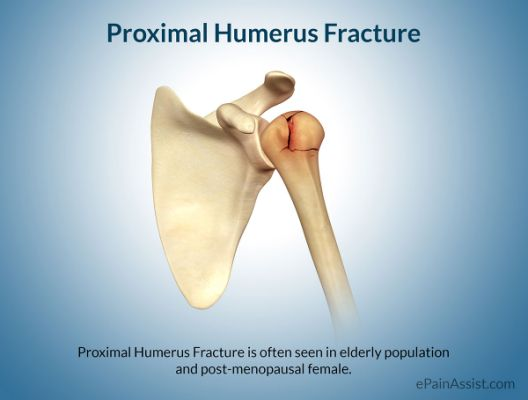 Proximal Humerus Fracture
Proximal Humerus Fracture is often seen in elderly population
and post-menopausal female.
ePainAssist.com